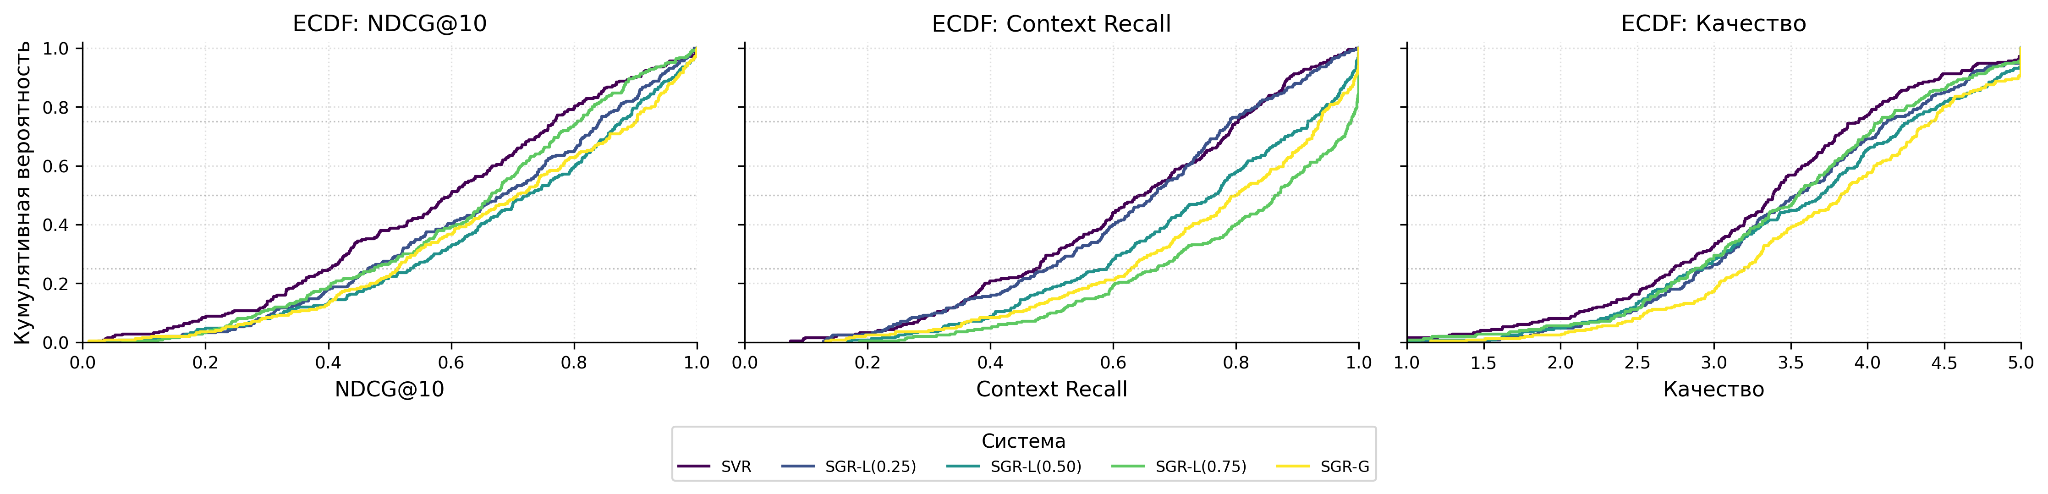 ECDF: NDCG@10
ECDF: Context Recall
ECDF: Качество
Кумулятивная вероятность
1.0
0.8
0.6
0.4
0.2
0.0
0.0 0.2 0.4 0.6 0.8 1.0
NDCG@10
0.0 0.2 0.4 0.6 0.8 1.0
Context Recall
1.0 1.5 2.0 2.5 3.0 3.5 4.0 4.5 5.0
Качество
Система
SVR SGR-L(0.25) SGR-L(0.50) SGR-L(0.75) SGR-G